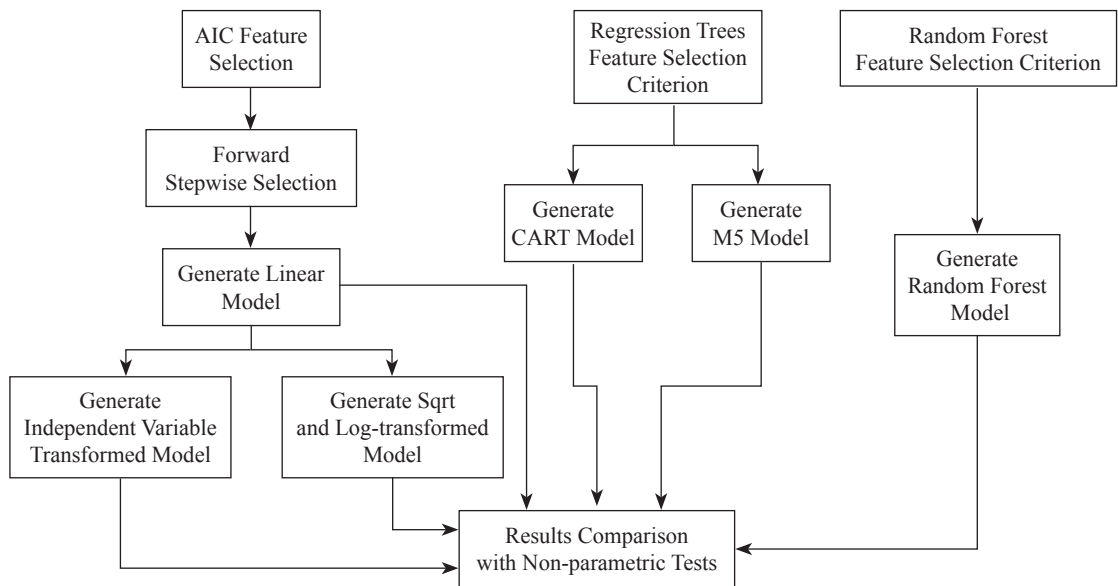 AIC Feature
Selection
Regression Trees
Feature Selection
Criterion
Random Forest
Feature Selection Criterion
Forward
Stepwise Selection
Generate
CART Model
Generate
M5 Model
Generate Linear
Model
Generate
Random Forest
Model
Generate
Independent Variable
Transformed Model
Generate Sqrt
and Log-transformed
Model
Results Comparison
with Non-parametric Tests